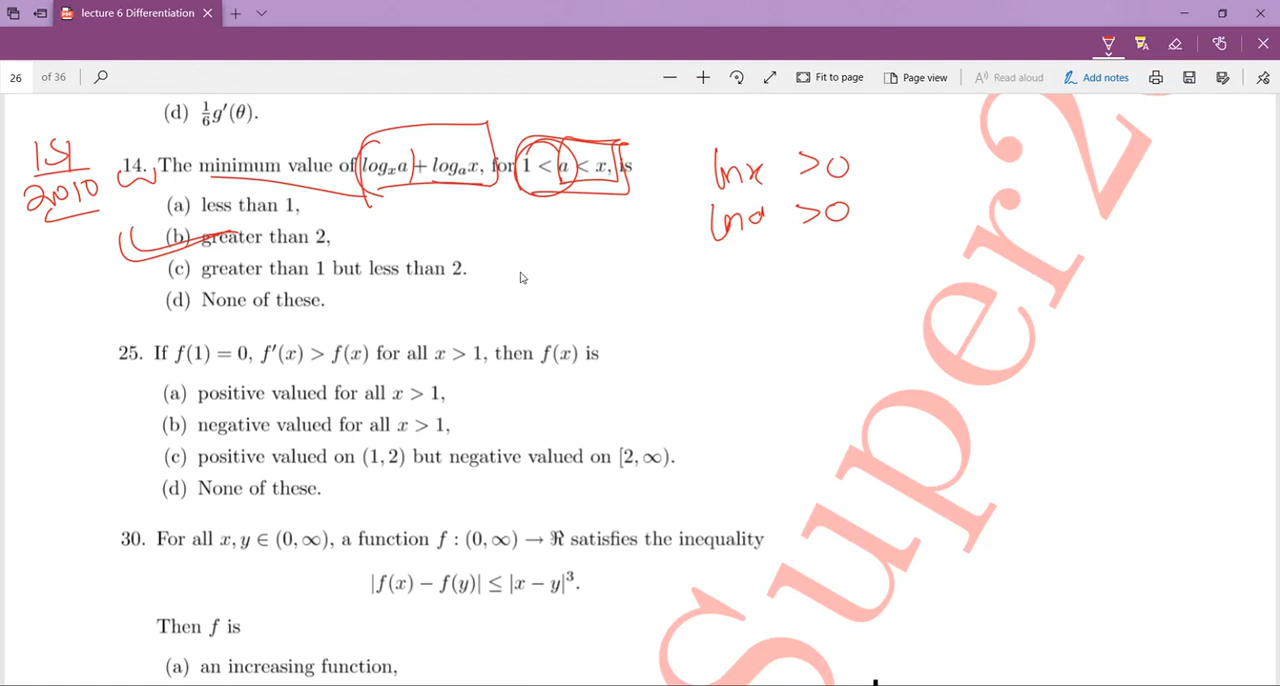 lecture 6 Differentiation
26 of 36
Fit to page
Page view
Read aloud
Add notes
(d) 1/6 g′(θ).
ISI
2010
14. The minimum value of logₓa + logₐx, for 1 < a < x, is
(a) less than 1,
(b) greater than 2,
(c) greater than 1 but less than 2.
(d) None of these.
ln x > 0
ln a > 0
25. If f(1) = 0, f′(x) > f(x) for all x > 1, then f(x) is
(a) positive valued for all x > 1,
(b) negative valued for all x > 1,
(c) positive valued on (1, 2) but negative valued on [2, ∞).
(d) None of these.
30. For all x, y ∈ (0, ∞), a function f : (0, ∞) → ℜ satisfies the inequality
|f(x) − f(y)| ≤ |x − y|³.
Then f is
(a) an increasing function,
Super2